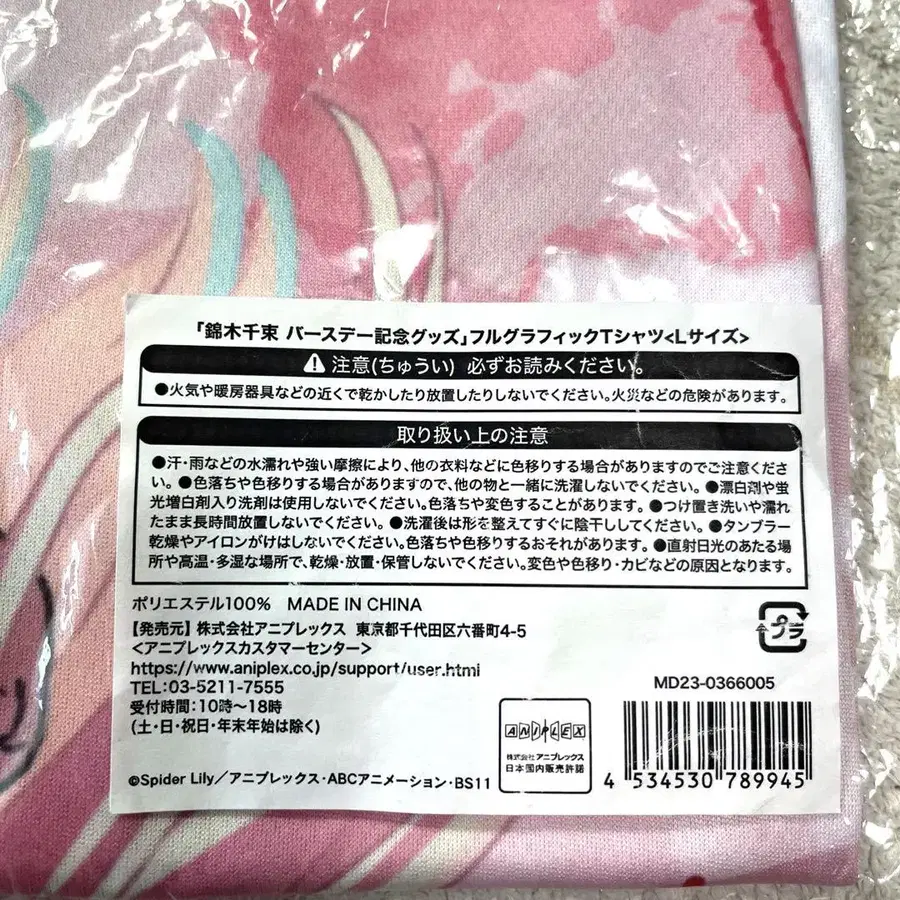 「錦木千束 バースデー記念グッズ」フルグラフィックTシャツ<Lサイズ>
注意(ちゅうい) 必ずお読みください。
●火気や暖房器具などの近くで乾かしたり放置したりしないでください。火災などの危険があります。
取り扱い上の注意
●汗・雨などの水濡れや強い摩擦により、他の衣料などに色移りする場合がありますのでご注意くださ
い。●色落ちや色移りする場合がありますので、他の物と一緒に洗濯しないでください。●漂白剤や蛍
光増白剤入り洗剤は使用しないでください。色落ちや変色することがあります。●つけ置き洗いや濡れ
たまま長時間放置しないでください。●洗濯後は形を整えてすぐに陰干ししてください。●タンブラー
乾燥やアイロンがけはしないでください。色落ちや色移りするおそれがあります。●直射日光のあたる場
所や高温・多湿な場所で、乾燥・放置・保管しないでください。変色や色移り・カビなどの原因となります。
ポリエステル100% MADE IN CHINA
【発売元】株式会社アニプレックス 東京都千代田区六番町4-5
<アニプレックスカスタマーセンター>
https://www.aniplex.co.jp/support/user.html
TEL:03-5211-7555
受付時間:10時〜18時
(土・日・祝日・年末年始は除く)
プラ
MD23-0366005
ANIPLEX
株式会社アニプレックス
日本国内販売許諾
4 534530 789945
©Spider Lily/アニプレックス・ABCアニメーション・BS11